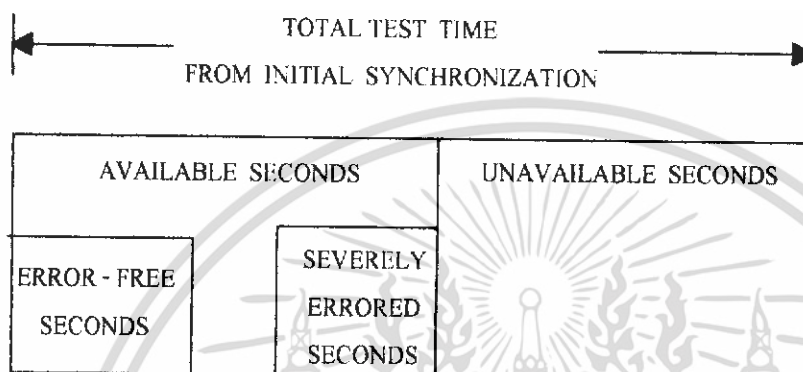 TOTAL TEST TIME
FROM INITIAL SYNCHRONIZATION
AVAILABLE SECONDS
UNAVAILABLE SECONDS
ERROR - FREE
SECONDS
SEVERELY
ERRORED
SECONDS